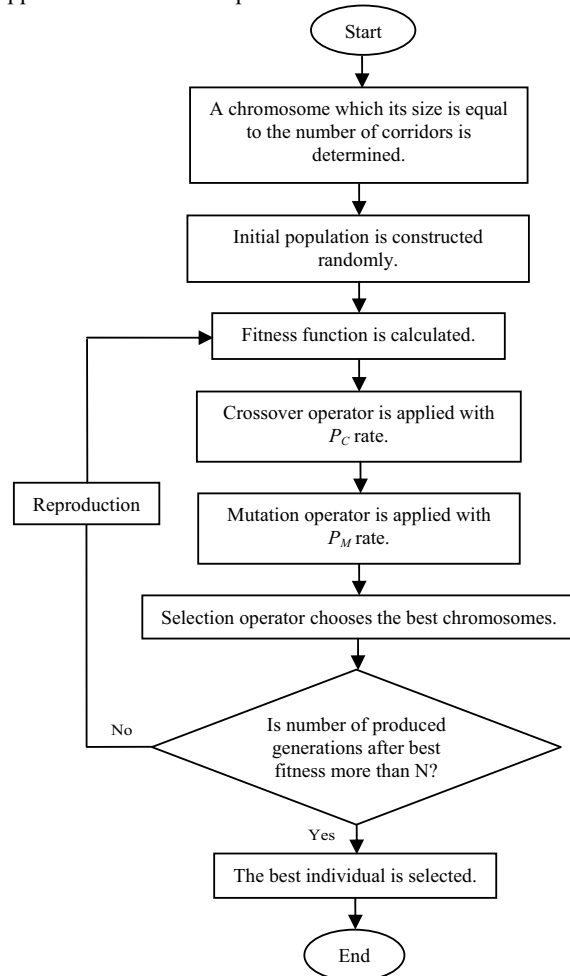 Start
A chromosome which its size is equal
to the number of corridors is
determined.
Initial population is constructed
randomly.
Fitness function is calculated.
Crossover operator is applied with
P_C rate.
Reproduction
Mutation operator is applied with
P_M rate.
Selection operator chooses the best chromosomes.
No
Is number of produced
generations after best
fitness more than N?
Yes
The best individual is selected.
End